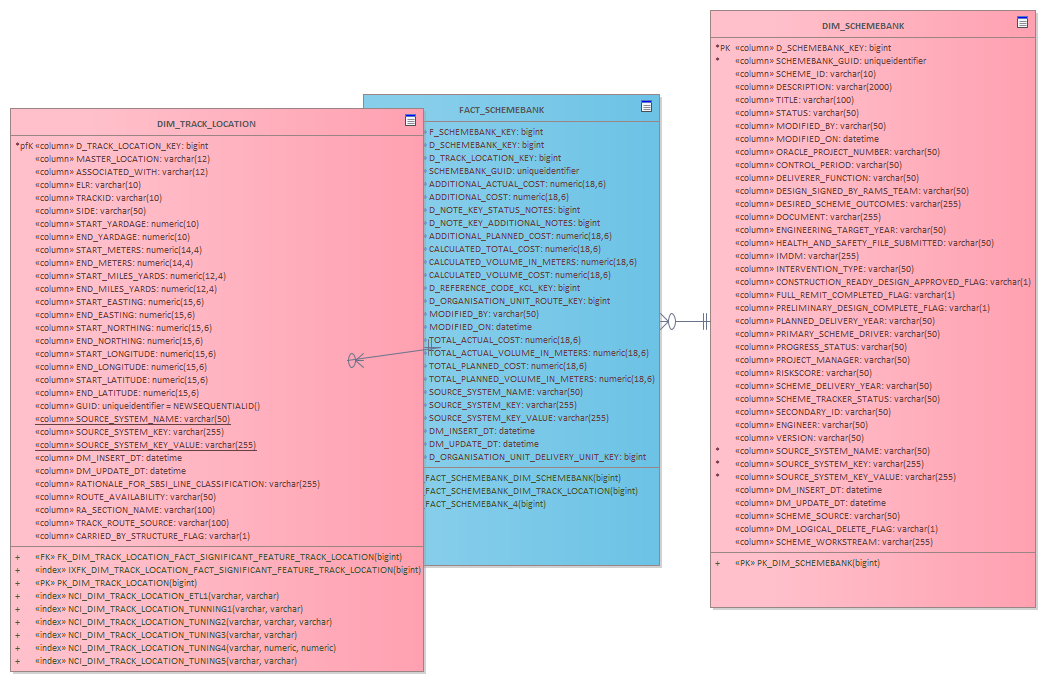 DIM_TRACK_LOCATION
*pfK «column» D_TRACK_LOCATION_KEY: bigint
«column» MASTER_LOCATION: varchar(12)
«column» ASSOCIATED_WITH: varchar(12)
«column» ELR: varchar(10)
«column» TRACKID: varchar(10)
«column» SIDE: varchar(50)
«column» START_YARDAGE: numeric(10)
«column» END_YARDAGE: numeric(10)
«column» START_METERS: numeric(14,4)
«column» END_METERS: numeric(14,4)
«column» START_MILES_YARDS: numeric(12,4)
«column» END_MILES_YARDS: numeric(12,4)
«column» START_EASTING: numeric(15,6)
«column» END_EASTING: numeric(15,6)
«column» START_NORTHING: numeric(15,6)
«column» END_NORTHING: numeric(15,6)
«column» START_LONGITUDE: numeric(15,6)
«column» END_LONGITUDE: numeric(15,6)
«column» START_LATITUDE: numeric(15,6)
«column» END_LATITUDE: numeric(15,6)
«column» GUID: uniqueidentifier = NEWSEQUENTIALID()
«column» SOURCE_SYSTEM_NAME: varchar(50)
«column» SOURCE_SYSTEM_KEY: varchar(255)
«column» SOURCE_SYSTEM_KEY_VALUE: varchar(255)
«column» DM_INSERT_DT: datetime
«column» DM_UPDATE_DT: datetime
«column» RATIONALE_FOR_SBSI_LINE_CLASSIFICATION: varchar(255)
«column» ROUTE_AVAILABILITY: varchar(50)
«column» RA_SECTION_NAME: varchar(100)
«column» TRACK_ROUTE_SOURCE: varchar(100)
«column» CARRIED_BY_STRUCTURE_FLAG: varchar(1)
+ «FK» FK_DIM_TRACK_LOCATION_FACT_SIGNIFICANT_FEATURE_TRACK_LOCATION(bigint)
+ «index» IXFK_DIM_TRACK_LOCATION_FACT_SIGNIFICANT_FEATURE_TRACK_LOCATION(bigint)
+ «PK» PK_DIM_TRACK_LOCATION(bigint)
+ «index» NCI_DIM_TRACK_LOCATION_ETL1(varchar, varchar)
+ «index» NCI_DIM_TRACK_LOCATION_TUNNING1(varchar, varchar)
+ «index» NCI_DIM_TRACK_LOCATION_TUNING2(varchar, varchar, varchar)
+ «index» NCI_DIM_TRACK_LOCATION_TUNING3(varchar, varchar)
+ «index» NCI_DIM_TRACK_LOCATION_TUNING4(varchar, numeric, numeric)
+ «index» NCI_DIM_TRACK_LOCATION_TUNING5(varchar, varchar)
FACT_SCHEMEBANK
» F_SCHEMEBANK_KEY: bigint
» D_SCHEMEBANK_KEY: bigint
» D_TRACK_LOCATION_KEY: bigint
» SCHEMEBANK_GUID: uniqueidentifier
» ADDITIONAL_ACTUAL_COST: numeric(18,6)
» ADDITIONAL_COST: numeric(18,6)
» D_NOTE_KEY_STATUS_NOTES: bigint
» D_NOTE_KEY_ADDITIONAL_NOTES: bigint
» ADDITIONAL_PLANNED_COST: numeric(18,6)
» CALCULATED_TOTAL_COST: numeric(18,6)
» CALCULATED_VOLUME_IN_METERS: numeric(18,6)
» CALCULATED_VOLUME_COST: numeric(18,6)
» D_REFERENCE_CODE_KCL_KEY: bigint
» D_ORGANISATION_UNIT_ROUTE_KEY: bigint
» MODIFIED_BY: varchar(50)
» MODIFIED_ON: datetime
» TOTAL_ACTUAL_COST: numeric(18,6)
» TOTAL_ACTUAL_VOLUME_IN_METERS: numeric(18,6)
» TOTAL_PLANNED_COST: numeric(18,6)
» TOTAL_PLANNED_VOLUME_IN_METERS: numeric(18,6)
» SOURCE_SYSTEM_NAME: varchar(50)
» SOURCE_SYSTEM_KEY: varchar(255)
» SOURCE_SYSTEM_KEY_VALUE: varchar(255)
» DM_INSERT_DT: datetime
» DM_UPDATE_DT: datetime
» D_ORGANISATION_UNIT_DELIVERY_UNIT_KEY: bigint
_FACT_SCHEMEBANK_DIM_SCHEMEBANK(bigint)
_FACT_SCHEMEBANK_DIM_TRACK_LOCATION(bigint)
_FACT_SCHEMEBANK_4(bigint)
DIM_SCHEMEBANK
*PK «column» D_SCHEMEBANK_KEY: bigint
* «column» SCHEMEBANK_GUID: uniqueidentifier
«column» SCHEME_ID: varchar(10)
«column» DESCRIPTION: varchar(2000)
«column» TITLE: varchar(100)
«column» STATUS: varchar(50)
«column» MODIFIED_BY: varchar(50)
«column» MODIFIED_ON: datetime
«column» ORACLE_PROJECT_NUMBER: varchar(50)
«column» CONTROL_PERIOD: varchar(50)
«column» DELIVERER_FUNCTION: varchar(50)
«column» DESIGN_SIGNED_BY_RAMS_TEAM: varchar(50)
«column» DESIRED_SCHEME_OUTCOMES: varchar(255)
«column» DOCUMENT: varchar(255)
«column» ENGINEERING_TARGET_YEAR: varchar(50)
«column» HEALTH_AND_SAFETY_FILE_SUBMITTED: varchar(50)
«column» IMDM: varchar(255)
«column» INTERVENTION_TYPE: varchar(50)
«column» CONSTRUCTION_READY_DESIGN_APPROVED_FLAG: varchar(1)
«column» FULL_REMIT_COMPLETED_FLAG: varchar(1)
«column» PRELIMINARY_DESIGN_COMPLETE_FLAG: varchar(1)
«column» PLANNED_DELIVERY_YEAR: varchar(50)
«column» PRIMARY_SCHEME_DRIVER: varchar(50)
«column» PROGRESS_STATUS: varchar(50)
«column» PROJECT_MANAGER: varchar(50)
«column» RISKSCORE: varchar(50)
«column» SCHEME_DELIVERY_YEAR: varchar(50)
«column» SCHEME_TRACKER_STATUS: varchar(50)
«column» SECONDARY_ID: varchar(50)
«column» ENGINEER: varchar(50)
«column» VERSION: varchar(50)
* «column» SOURCE_SYSTEM_NAME: varchar(50)
* «column» SOURCE_SYSTEM_KEY: varchar(255)
* «column» SOURCE_SYSTEM_KEY_VALUE: varchar(255)
«column» DM_INSERT_DT: datetime
«column» DM_UPDATE_DT: datetime
«column» SCHEME_SOURCE: varchar(50)
«column» DM_LOGICAL_DELETE_FLAG: varchar(1)
«column» SCHEME_WORKSTREAM: varchar(255)
+ «PK» PK_DIM_SCHEMEBANK(bigint)